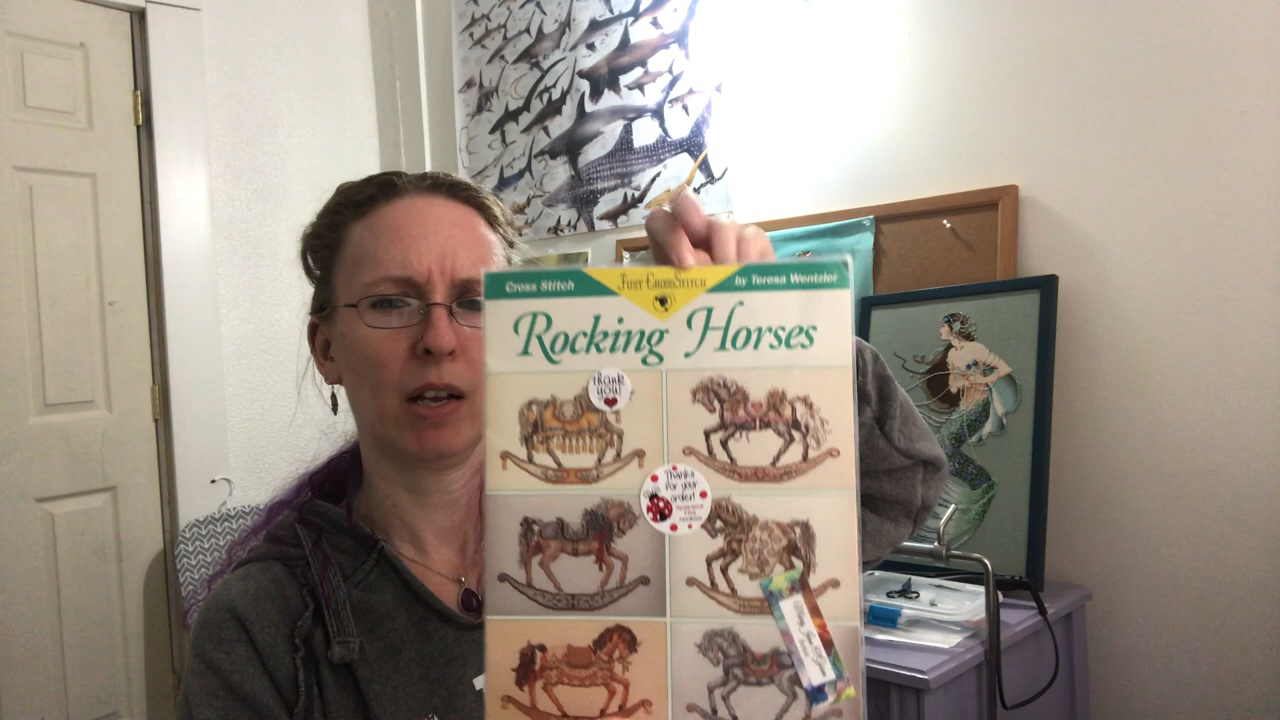 Cross Stitch
JUST CROSSSTITCH
by Teresa Wentzler
Rocking Horses
thank
you!
Thanks
for your
order!